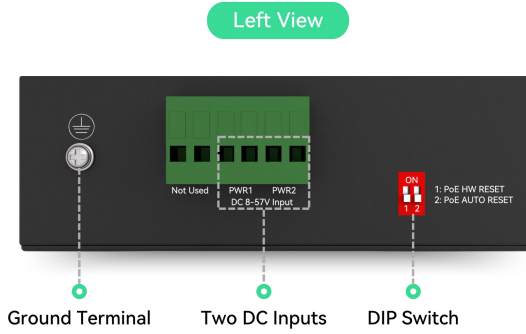 Left View
Not Used
PWR1
PWR2
DC 8-57V Input
ON
1 2
1: PoE HW RESET
2: PoE AUTO RESET
Ground Terminal
Two DC Inputs
DIP Switch